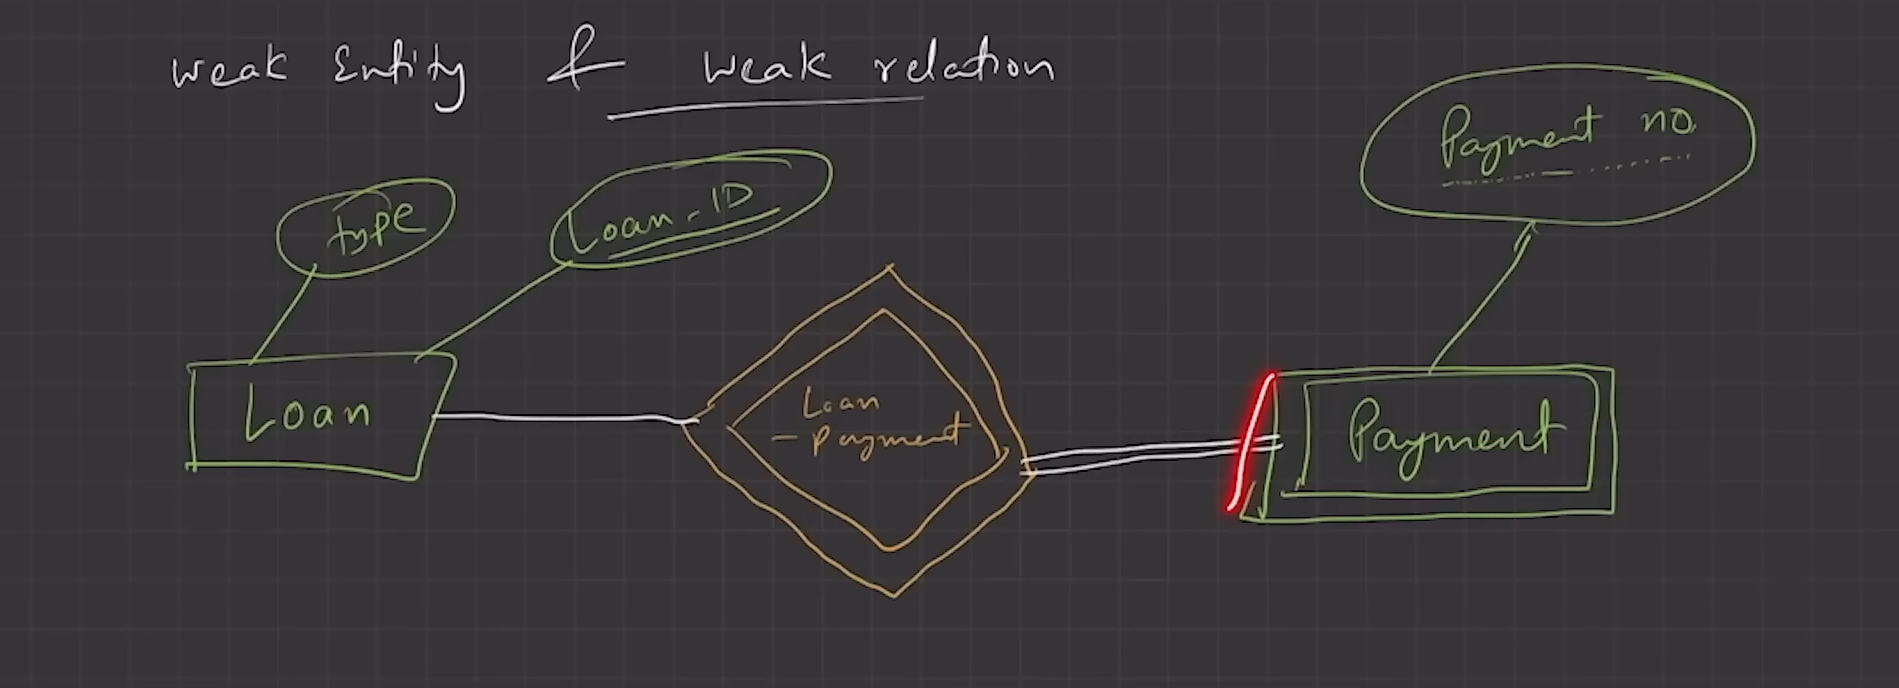 weak Entity & weak relation
Payment no.
type
Loan-ID
Loan
Loan
- Payment
Payment